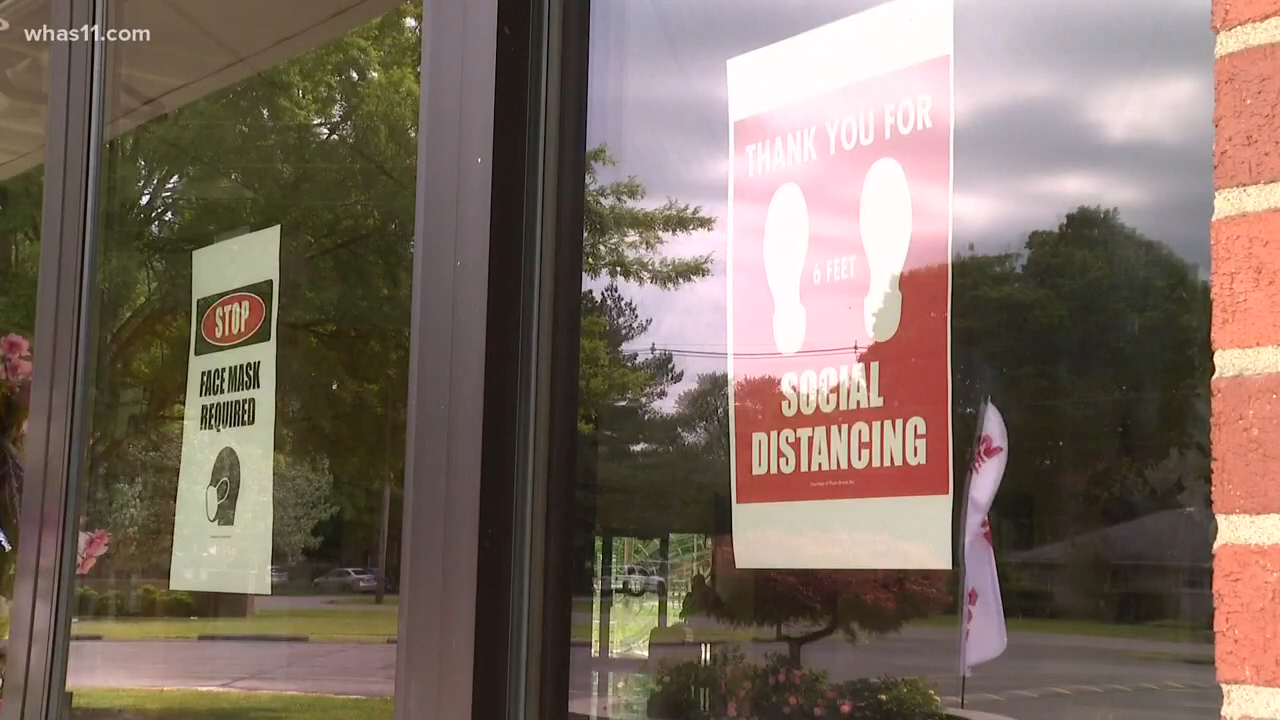 whas11.com
STOP
FACE MASK
REQUIRED
THANK YOU FOR
6 FEET
SOCIAL
DISTANCING